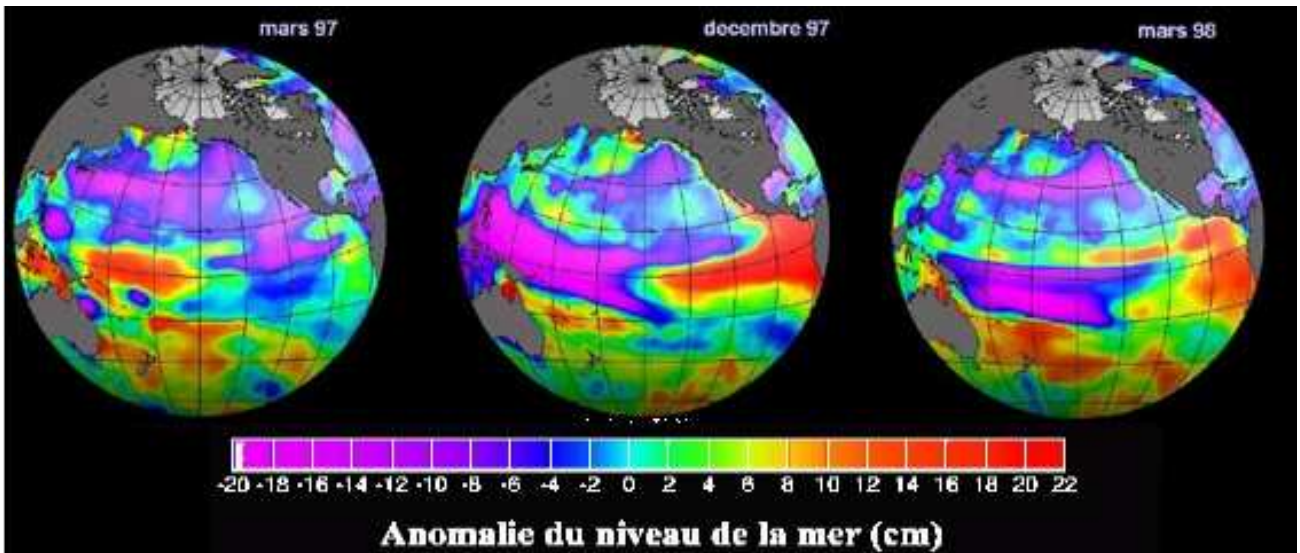 mars 97
decembre 97
mars 98
-20 -18 -16 -14 -12 -10 -8 -6 -4 -2 0 2 4 6 8 10 12 14 16 18 20 22
Anomalie du niveau de la mer (cm)